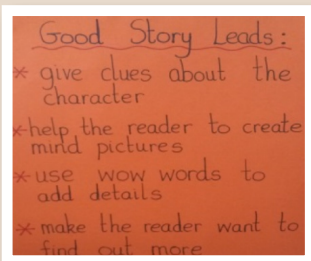 Good Story Leads:
* give clues about the
character
* help the reader to create
mind pictures
* use wow words to
add details
* make the reader want to
find out more